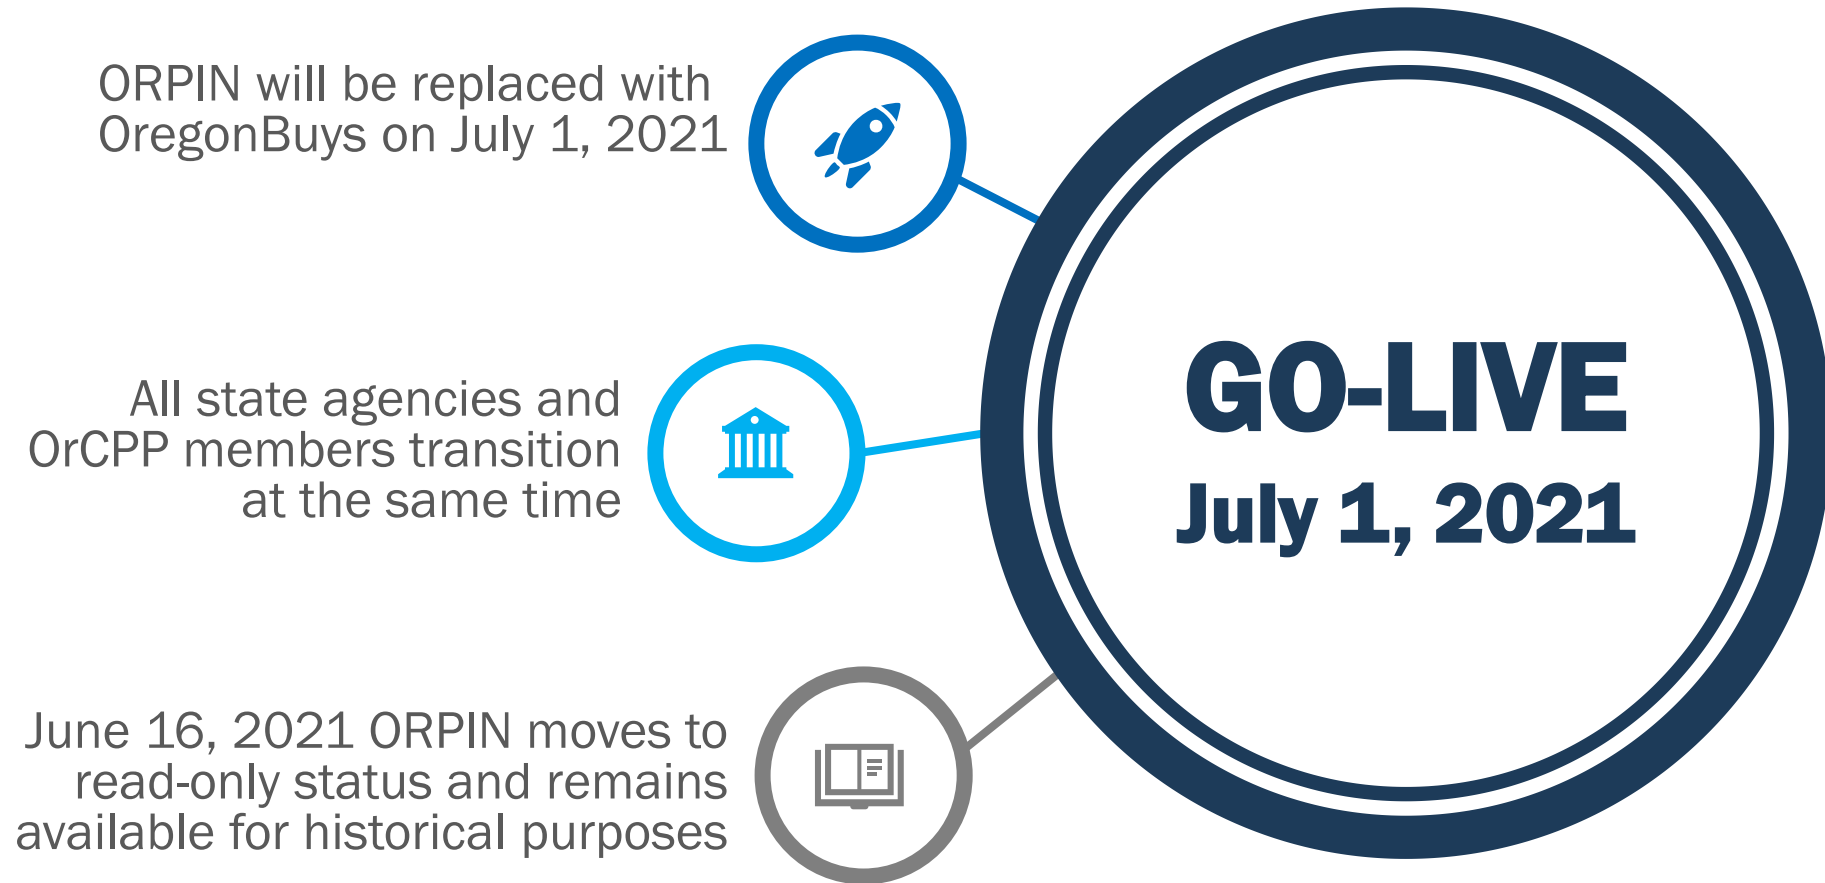 ORPIN will be replaced with
OregonBuys on July 1, 2021
All state agencies and
OrCPP members transition
at the same time
June 16, 2021 ORPIN moves to
read-only status and remains
available for historical purposes
GO-LIVE
July 1, 2021